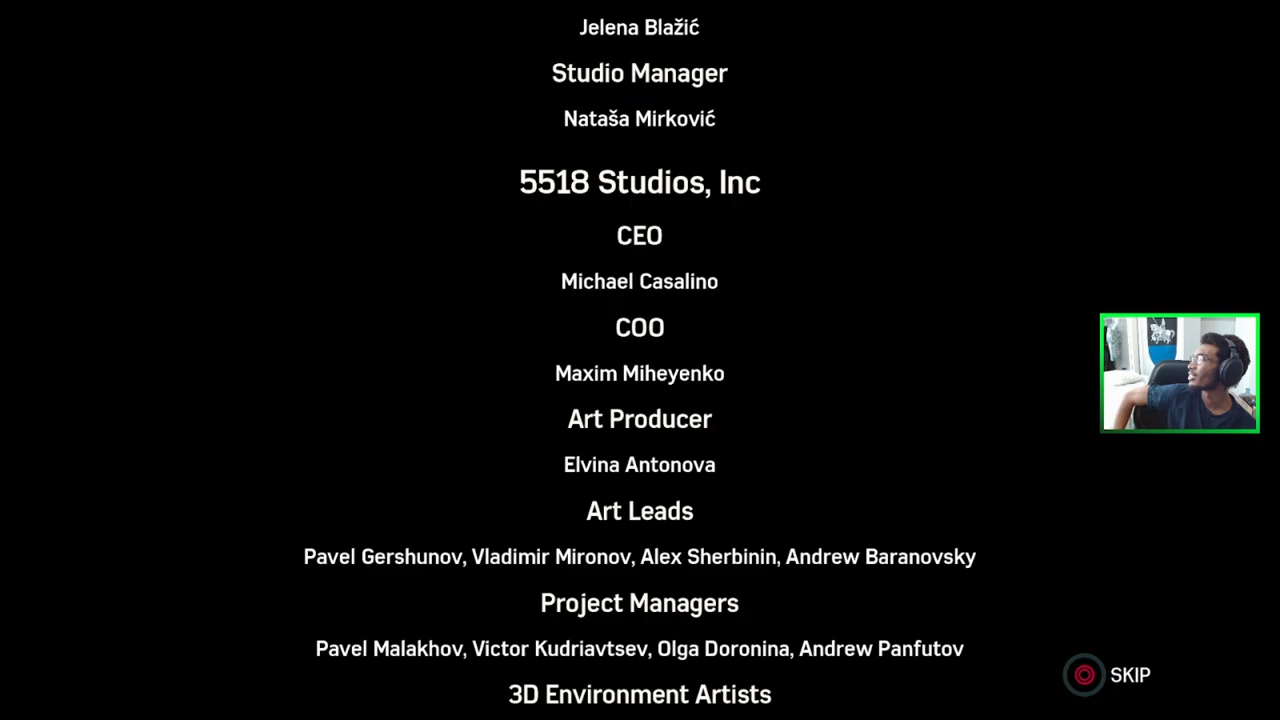 Jelena Blažić
Studio Manager
Nataša Mirković
5518 Studios, Inc
CEO
Michael Casalino
COO
Maxim Miheyenko
Art Producer
Elvina Antonova
Art Leads
Pavel Gershunov, Vladimir Mironov, Alex Sherbinin, Andrew Baranovsky
Project Managers
Pavel Malakhov, Victor Kudriavtsev, Olga Doronina, Andrew Panfutov
SKIP
3D Environment Artists